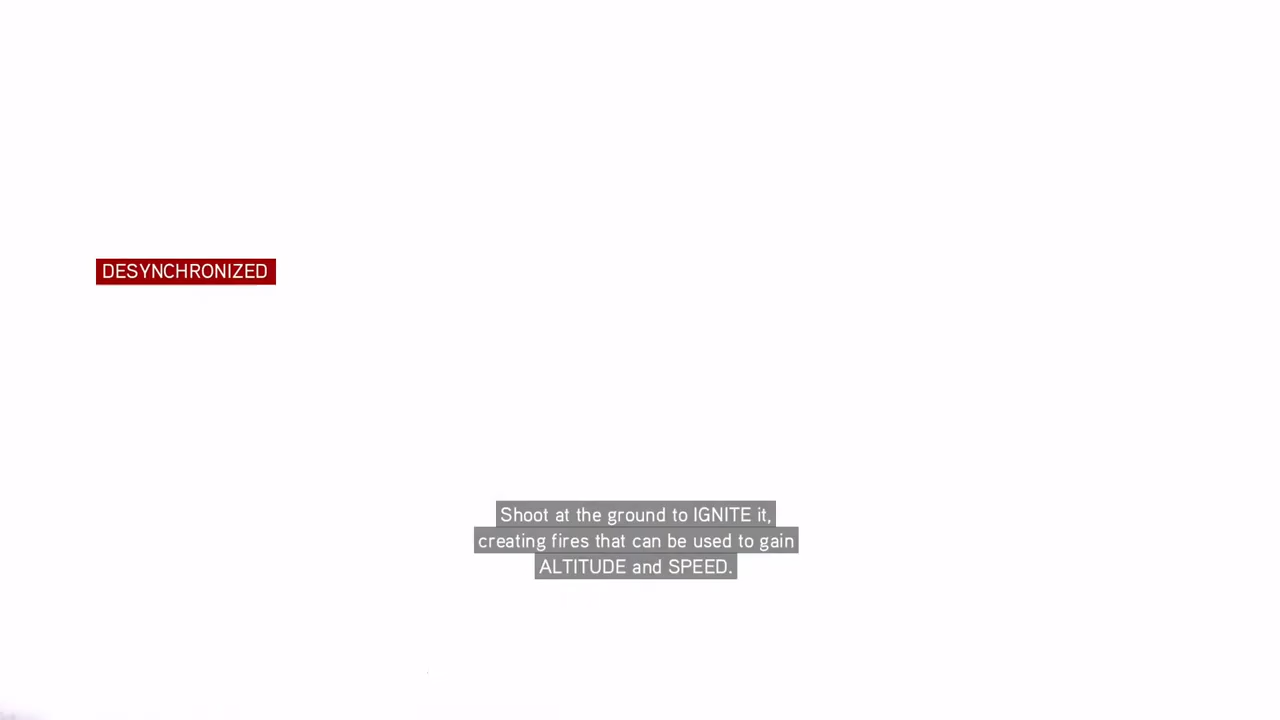 DESYNCHRONIZED
Shoot at the ground to IGNITE it,
creating fires that can be used to gain
ALTITUDE and SPEED.